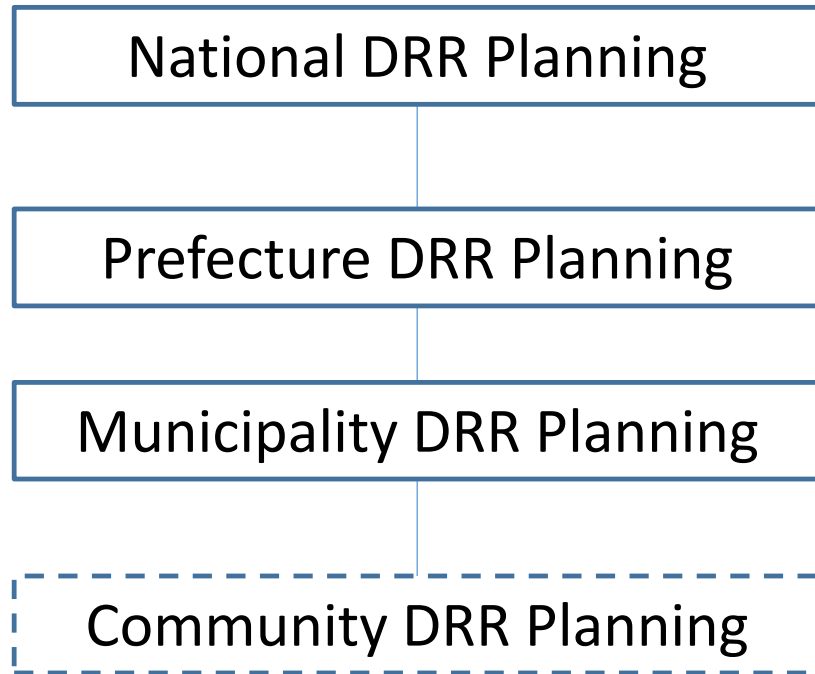 National DRR Planning
Prefecture DRR Planning
Municipality DRR Planning
Community DRR Planning